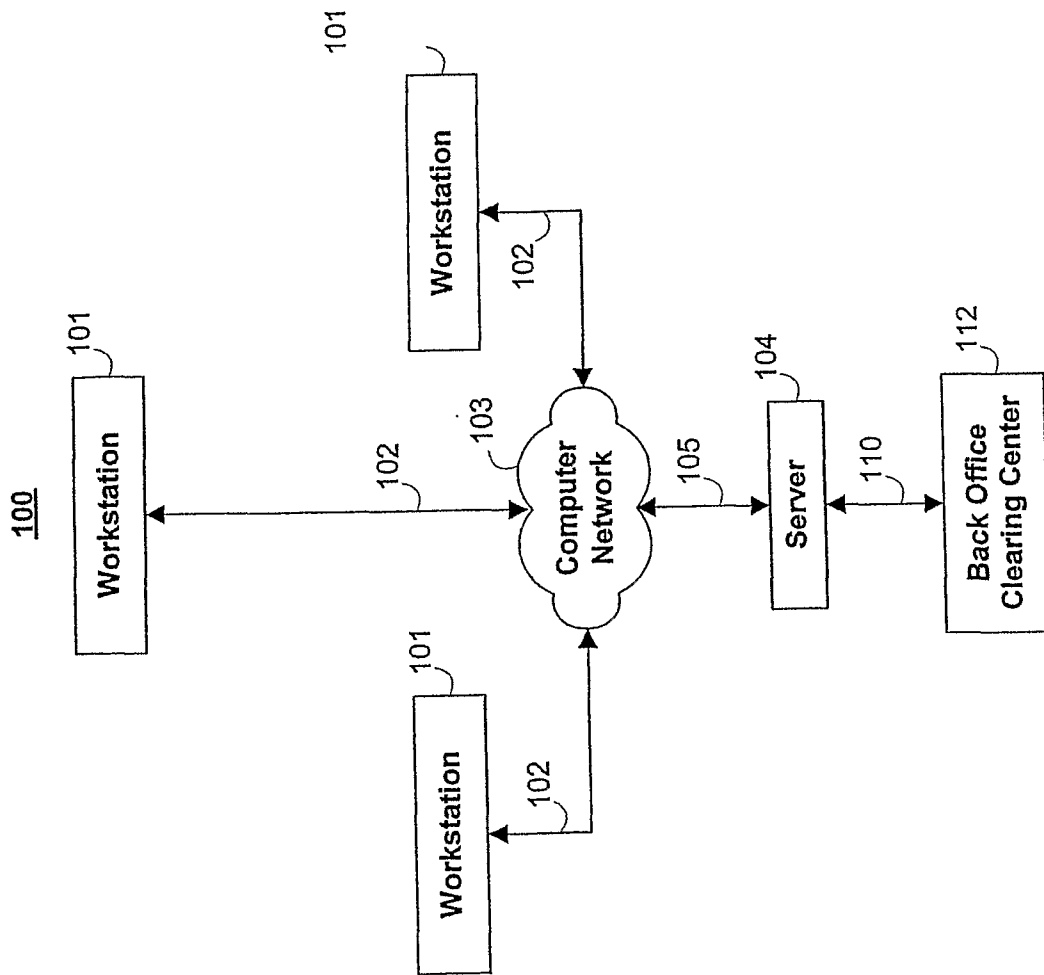 100
101
Workstation
102
101
Workstation
102
101
Workstation
102
103
Computer
Network
105
104
Server
110
112
Back Office
Clearing Center